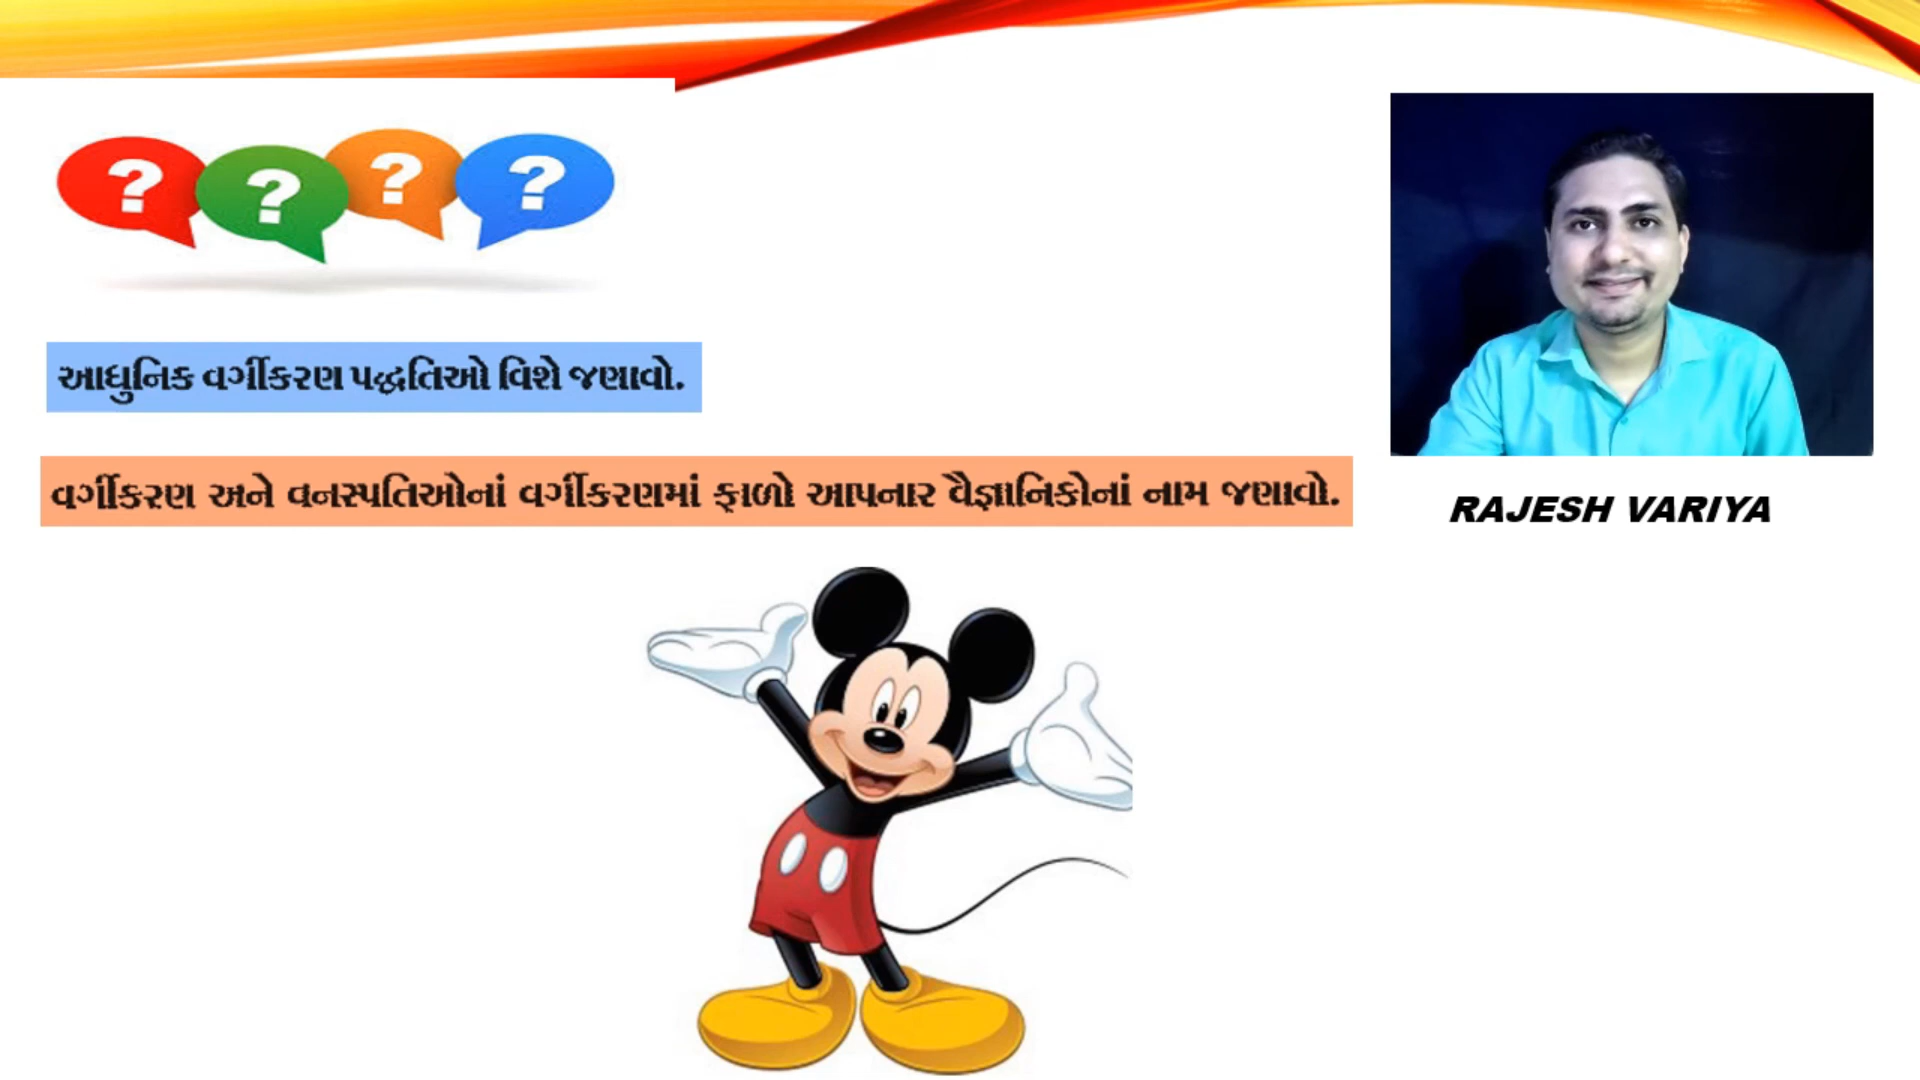 ? ? ? ?
આધુનિક વર્ગીકરણ પદ્ધતિઓ વિશે જણાવો.
વર્ગીકરણ અને વનસ્પતિઓનાં વર્ગીકરણમાં ફાળો આપનાર વૈજ્ઞાનિકોનાં નામ જણાવો.
RAJESH VARIYA